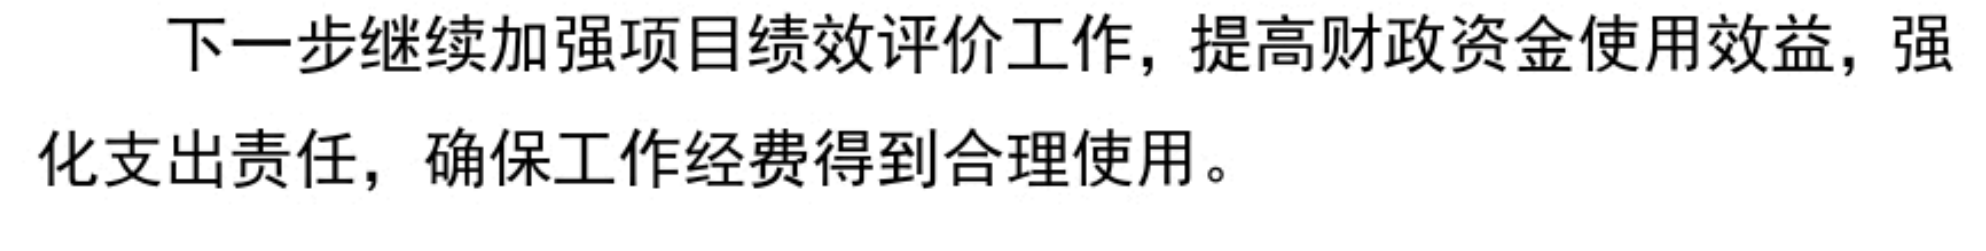 下一步继续加强项目绩效评价工作，提高财政资金使用效益，强
化支出责任，确保工作经费得到合理使用。